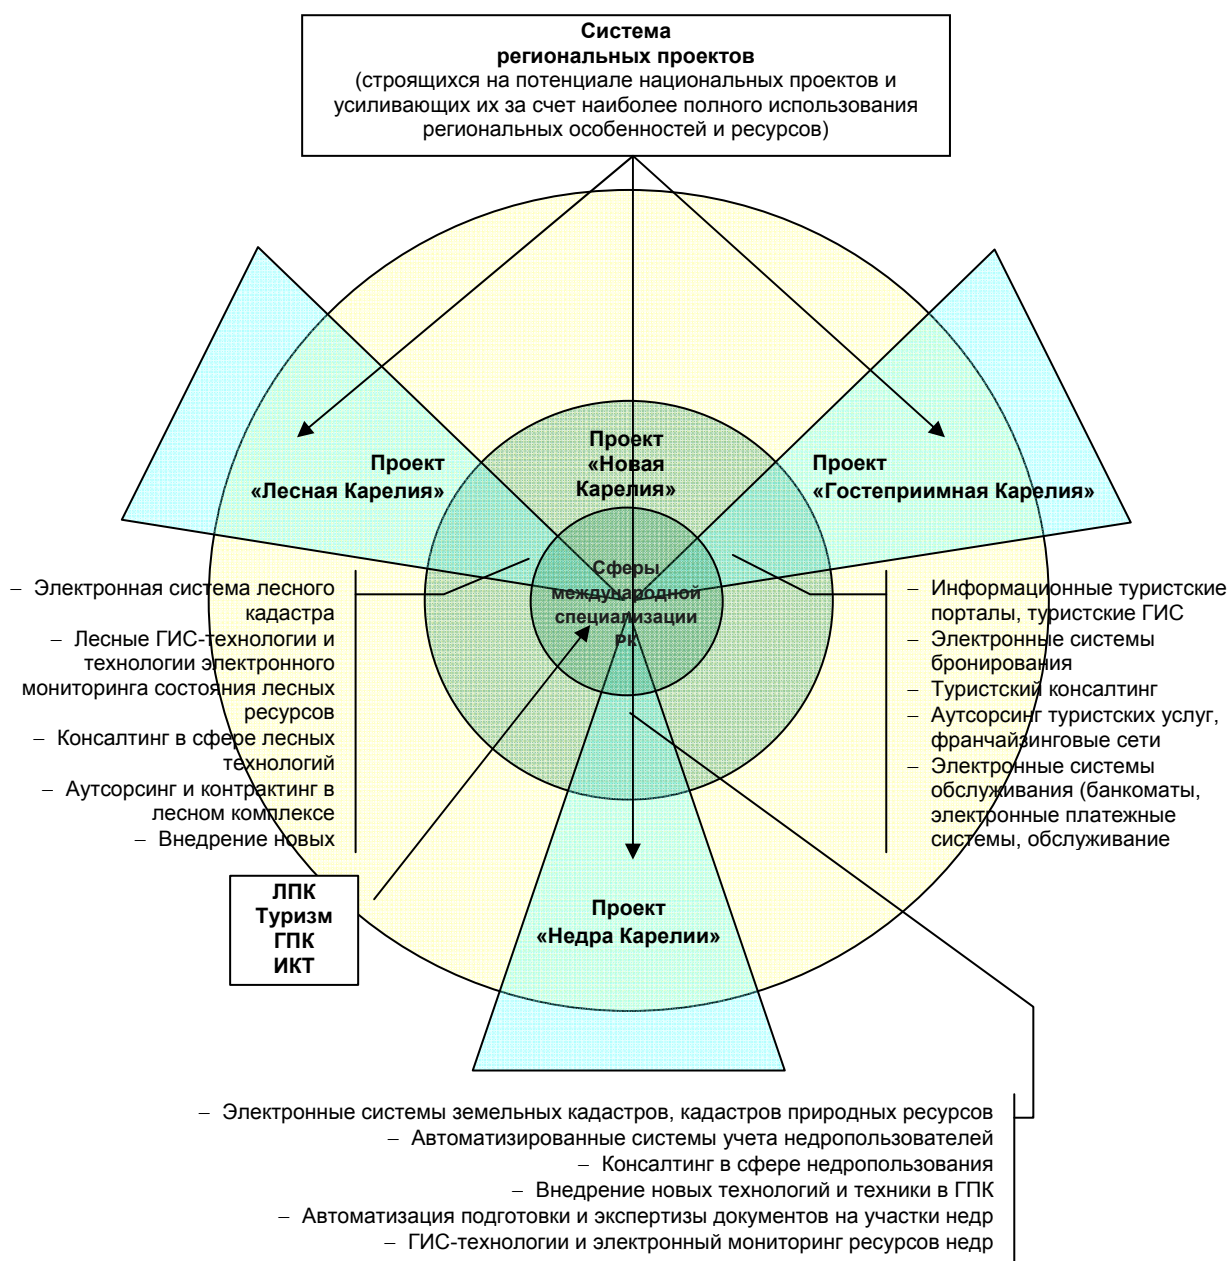 Система
региональных проектов
(строящихся на потенциале национальных проектов и
усиливающих их за счет наиболее полного использования
региональных особенностей и ресурсов)
Проект
«Новая
Карелия»
Проект
«Лесная Карелия»
Проект
«Гостеприимная Карелия»
Сферы
международной
специализации
РК
– Электронная система лесного
кадастра
– Лесные ГИС-технологии и
технологии электронного
мониторинга состояния лесных
ресурсов
– Консалтинг в сфере лесных
технологий
– Аутсорсинг и контрактинг в
лесном комплексе
– Внедрение новых
– Информационные туристские
порталы, туристские ГИС
– Электронные системы
бронирования
– Туристский консалтинг
– Аутсорсинг туристских услуг,
франчайзинговые сети
– Электронные системы
обслуживания (банкоматы,
электронные платежные
системы, обслуживание
ЛПК
Туризм
ГПК
ИКТ
Проект
«Недра Карелии»
– Электронные системы земельных кадастров, кадастров природных ресурсов
– Автоматизированные системы учета недропользователей
– Консалтинг в сфере недропользования
– Внедрение новых технологий и техники в ГПК
– Автоматизация подготовки и экспертизы документов на участки недр
– ГИС-технологии и электронный мониторинг ресурсов недр